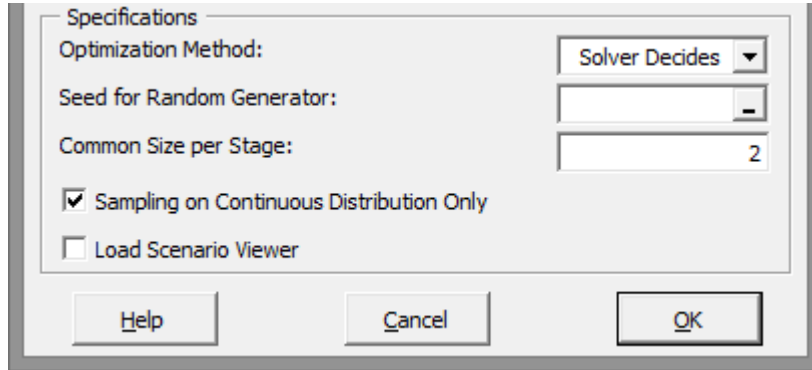 Specifications
Optimization Method: Solver Decides
Seed for Random Generator:
Common Size per Stage: 2
Sampling on Continuous Distribution Only
Load Scenario Viewer
Help Cancel OK